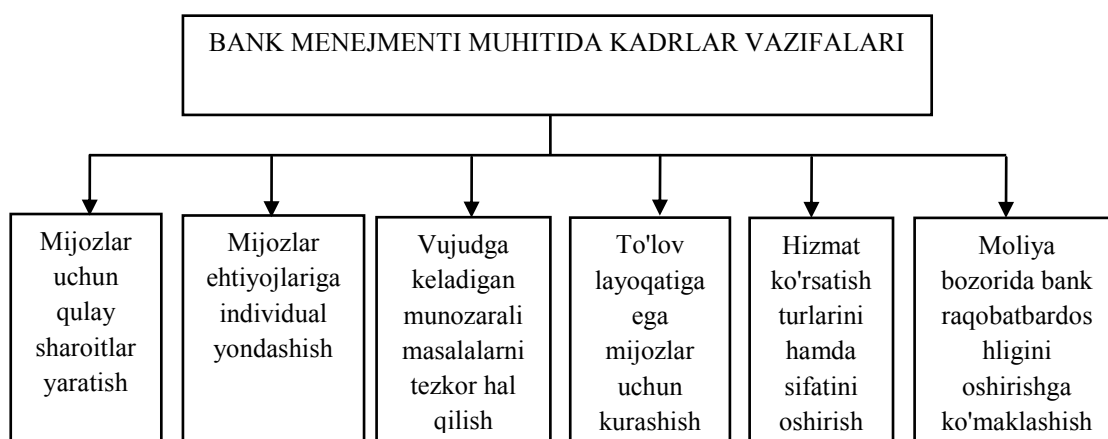 BANK MENEJMENTI MUHITIDA KADRLAR VAZIFALARI
Mijozlar
uchun
qulay
sharoitlar
yaratish
Mijozlar
ehtiyojlariga
individual
yondashish
Vujudga
keladigan
munozarali
masalalarni
tezkor hal
qilish
To'lov
layoqatiga
ega
mijozlar
uchun
kurashish
Hizmat
ko'rsatish
turlarini
hamda
sifatini
oshirish
Moliya
bozorida bank
raqobatbardos
hligini
oshirishga
ko'maklashish